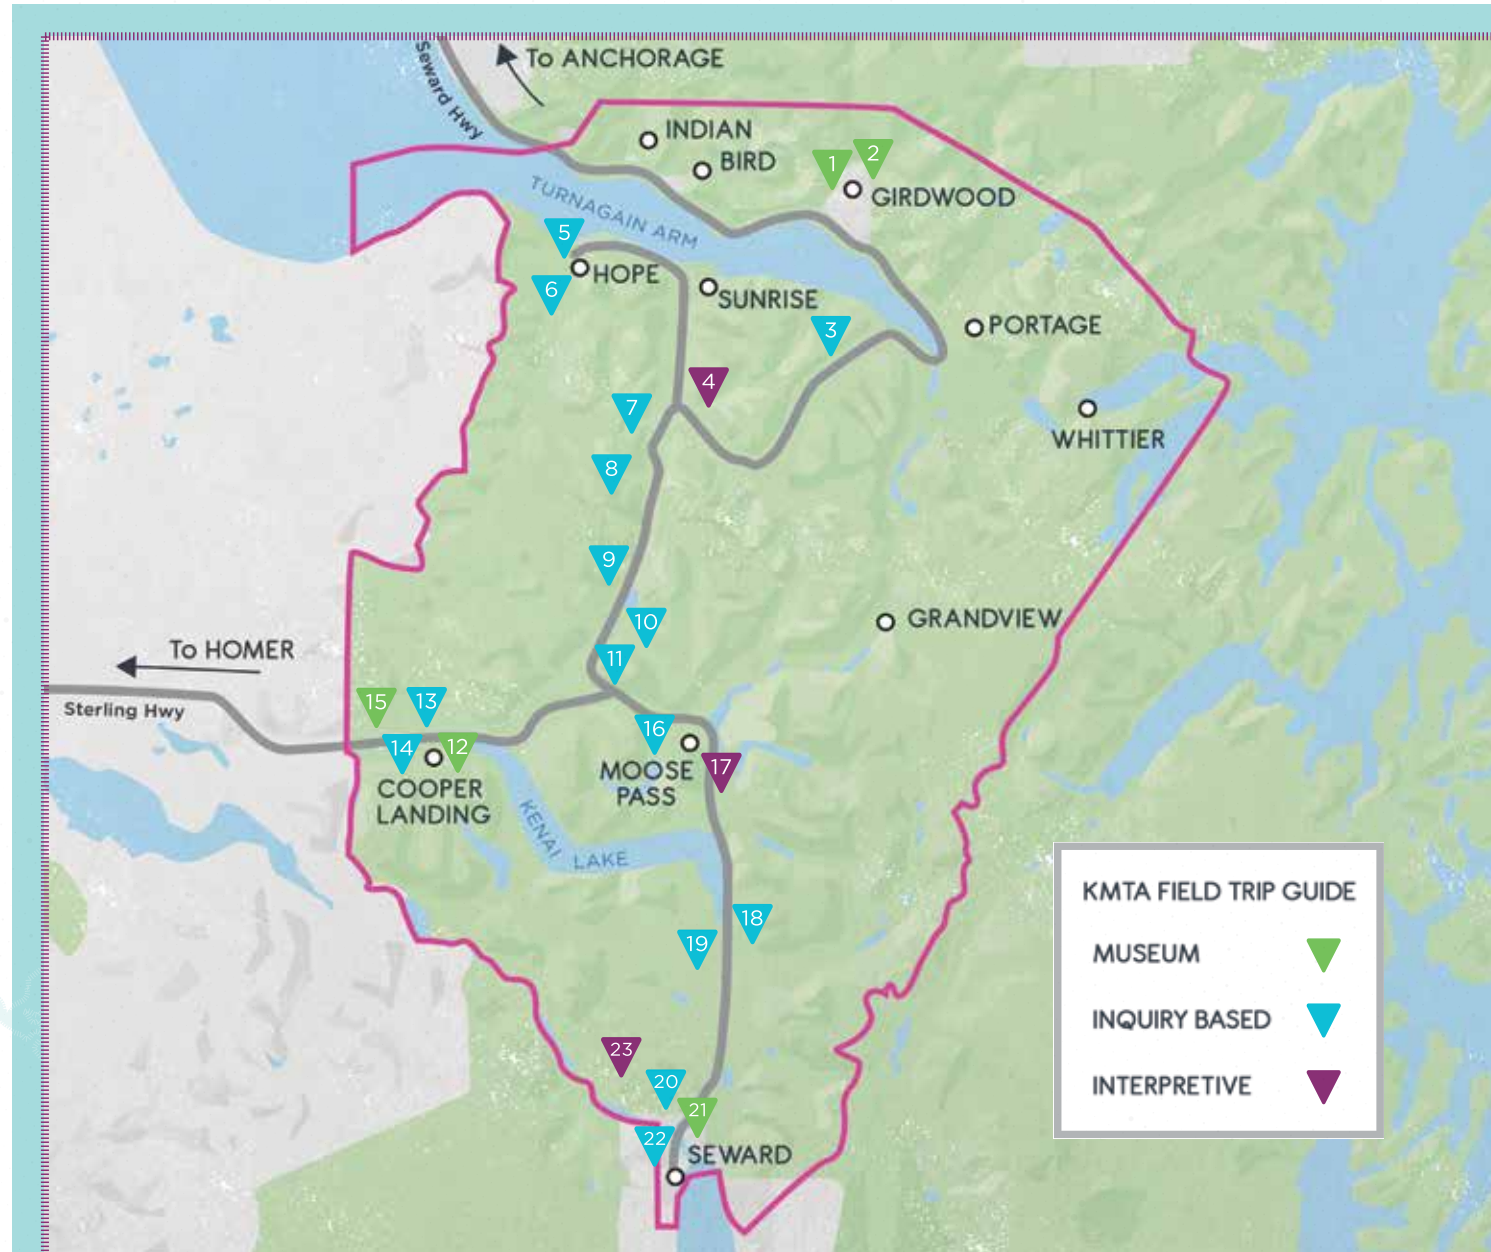 To ANCHORAGE
Seward Hwy
INDIAN
BIRD
1
2
GIRDWOOD
TURNAGAIN ARM
5
HOPE
6
SUNRISE
3
PORTAGE
4
7
WHITTIER
8
9
10
GRANDVIEW
11
To HOMER
Sterling Hwy
15
13
14
12
COOPER
LANDING
16
MOOSE
PASS
17
KENAI LAKE
18
19
23
20
21
22
SEWARD
KMTA FIELD TRIP GUIDE
MUSEUM
INQUIRY BASED
INTERPRETIVE